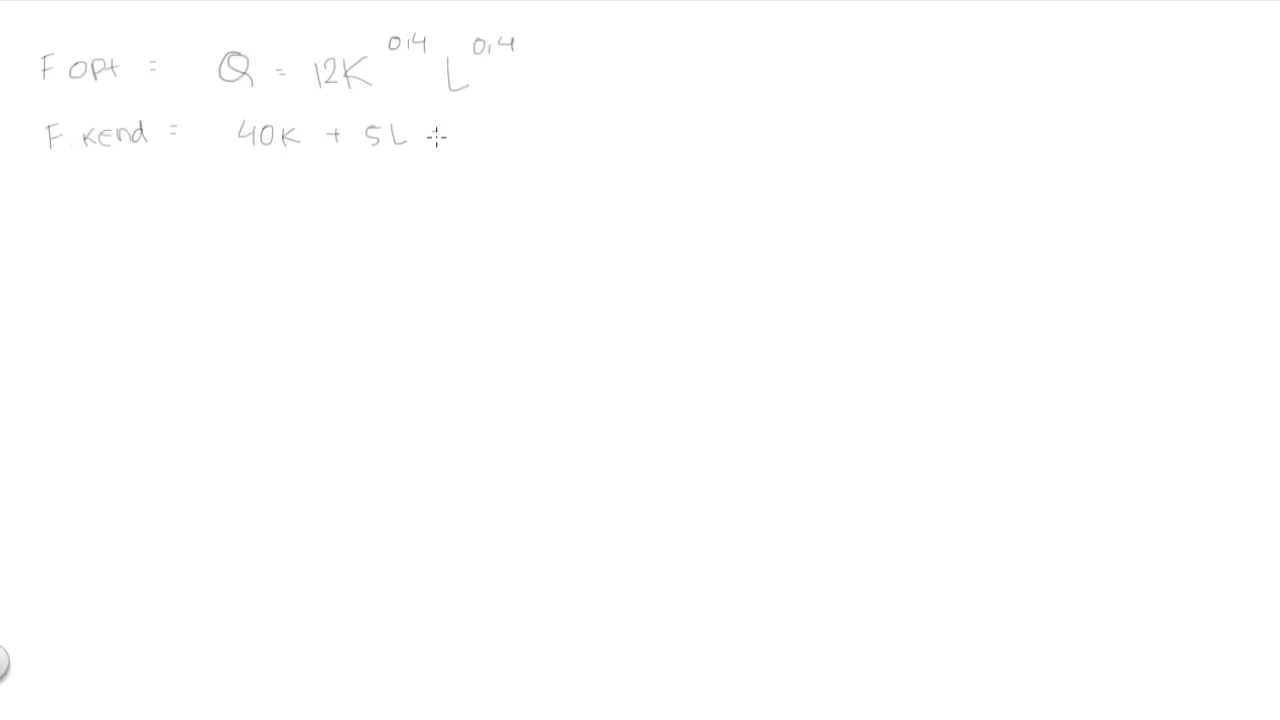 F OPt = Q = 12K^0,4 L^0,4
F. KEnd = 40K + 5L